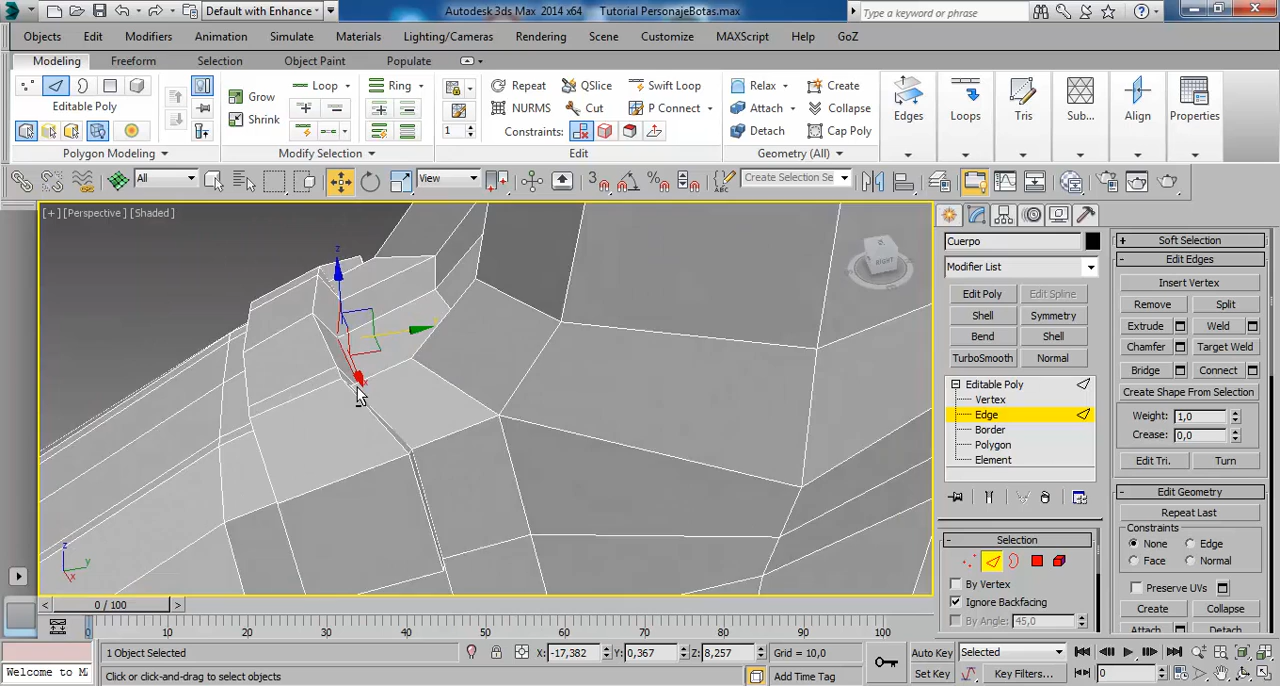 Default with Enhance
Autodesk 3ds Max 2014 x64 Tutorial PersonajeBotas.max
Type a keyword or phrase
Objects Edit Modifiers Animation Simulate Materials Lighting/Cameras Rendering Scene Customize MAXScript Help GoZ
Modeling Freeform Selection Object Paint Populate
Editable Poly
Polygon Modeling
Grow
Shrink
Loop
Ring
Modify Selection
1
Repeat QSlice Swift Loop
NURMS Cut P Connect
Constraints:
Edit
Relax Create
Attach Collapse
Detach Cap Poly
Geometry (All)
Edges Loops Tris Sub... Align Properties
All
View
3
Create Selection Se
[+] [Perspective] [Shaded]
RIGHT
z
x
z
y
x
Cuerpo
Modifier List
Edit Poly Edit Spline
Shell Symmetry
Bend Shell
TurboSmooth Normal
Editable Poly
Vertex
Edge
Border
Polygon
Element
Selection
By Vertex
Ignore Backfacing
By Angle: 45,0
Soft Selection
Edit Edges
Insert Vertex
Remove Split
Extrude Weld
Chamfer Target Weld
Bridge Connect
Create Shape From Selection
Weight: 1,0
Crease: 0,0
Edit Tri. Turn
Edit Geometry
Repeat Last
Constraints
None Edge
Face Normal
Preserve UVs
Create Collapse
Attach Detach
0 / 100
0 10 20 30 40 50 60 70 80 90 100
1 Object Selected
X: -17,382 Y: 0,367 Z: 8,257 Grid = 10,0
Auto Key Selected
Welcome to M
Click or click-and-drag to select objects
Add Time Tag
Set Key Key Filters...
0